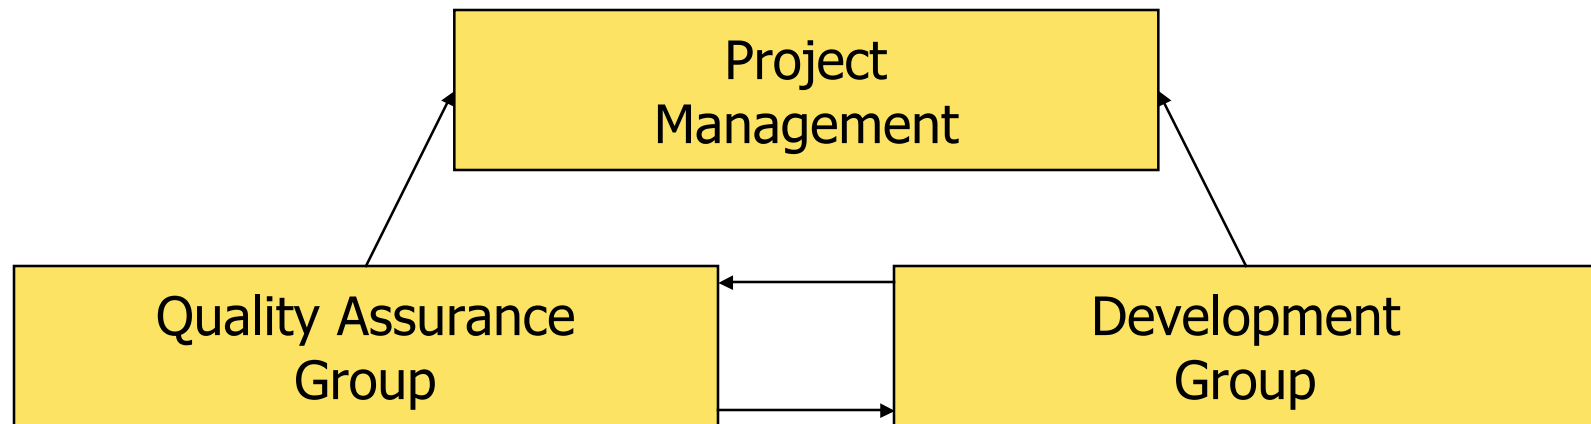 Project
Management
Quality Assurance
Group
Development
Group